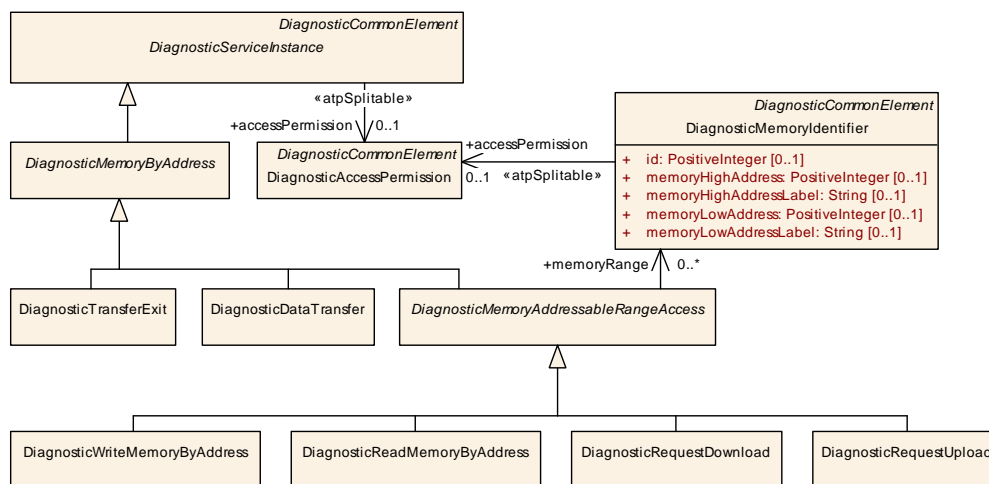 DiagnosticCommonElement
DiagnosticServiceInstance
«atpSplitable»
+accessPermission 0..1
DiagnosticCommonElement
DiagnosticMemoryIdentifier
+ id: PositiveInteger [0..1]
+ memoryHighAddress: PositiveInteger [0..1]
+ memoryHighAddressLabel: String [0..1]
+ memoryLowAddress: PositiveInteger [0..1]
+ memoryLowAddressLabel: String [0..1]
DiagnosticMemoryByAddress
DiagnosticCommonElement
DiagnosticAccessPermission
+accessPermission
0..1 «atpSplitable»
+memoryRange 0..*
DiagnosticTransferExit
DiagnosticDataTransfer
DiagnosticMemoryAddressableRangeAccess
DiagnosticWriteMemoryByAddress
DiagnosticReadMemoryByAddress
DiagnosticRequestDownload
DiagnosticRequestUpload